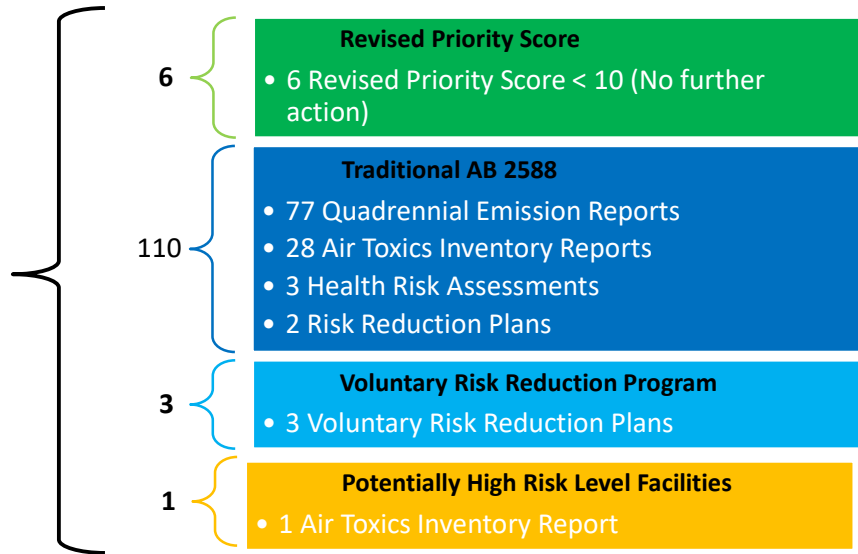 6
Revised Priority Score
• 6 Revised Priority Score < 10 (No further
action)
110
Traditional AB 2588
• 77 Quadrennial Emission Reports
• 28 Air Toxics Inventory Reports
• 3 Health Risk Assessments
• 2 Risk Reduction Plans
3
Voluntary Risk Reduction Program
• 3 Voluntary Risk Reduction Plans
1
Potentially High Risk Level Facilities
• 1 Air Toxics Inventory Report